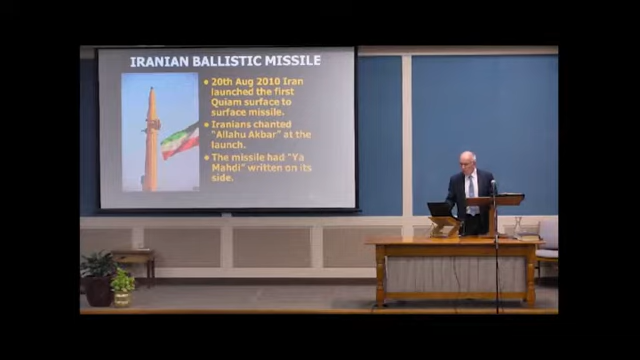 IRANIAN BALLISTIC MISSILE
• 20th Aug 2010 Iran
launched the first
Quiam surface to
surface missile.
• Iranians chanted
"Allahu Akbar" at the
launch.
• The missile had "Ya
Mahdi" written on its
side.